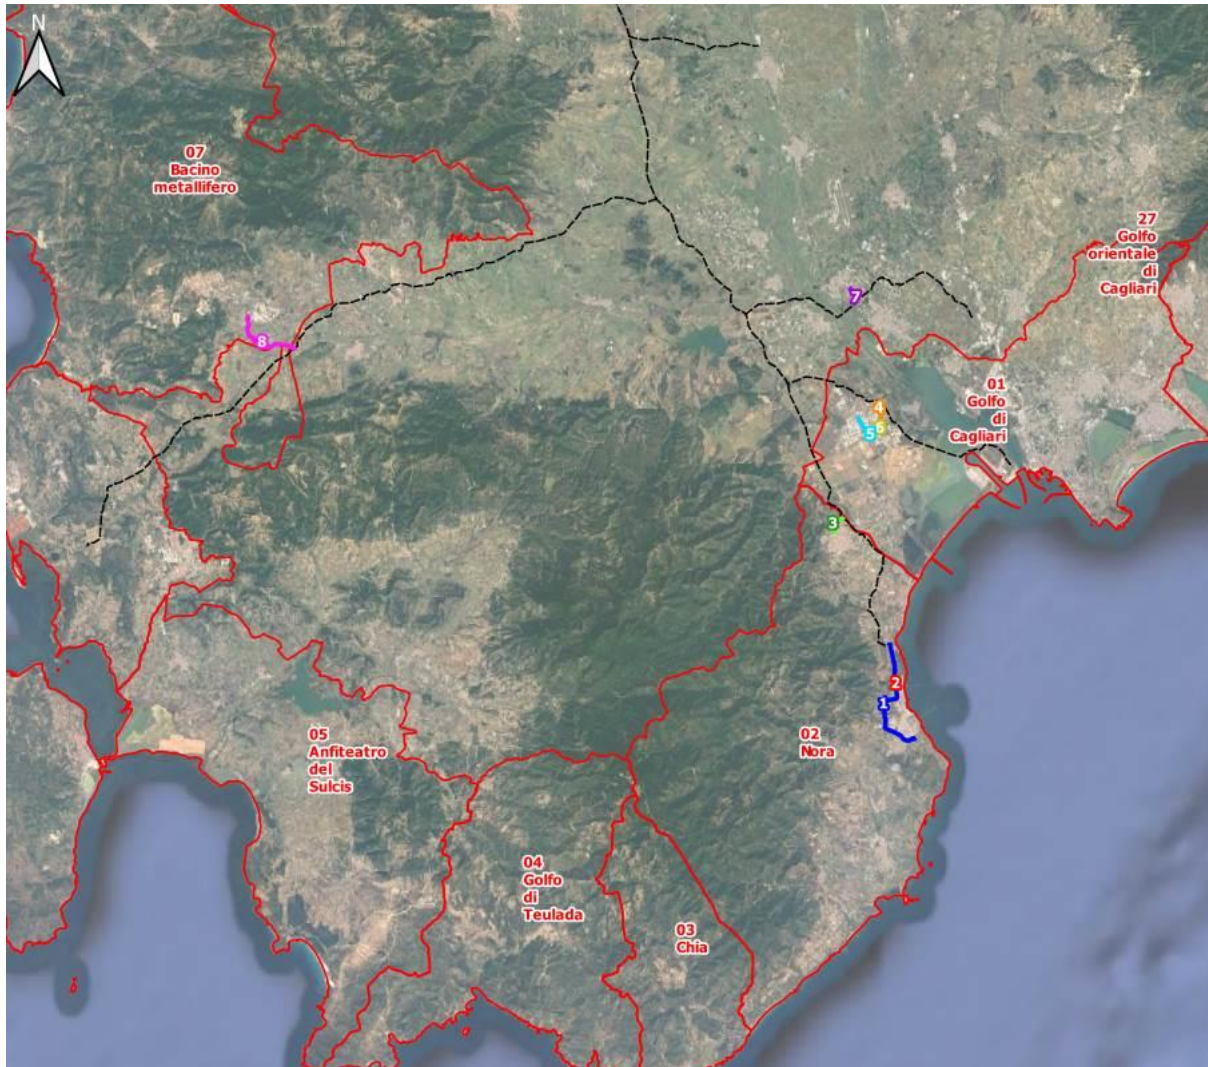 N
07
Bacino
metallifero
27
Golfo
orientale
di
Cagliari
7
8
01
Golfo
di
Cagliari
4
6
5
3
2
1
02
Nora
05
Anfiteatro
del
Sulcis
04
Golfo
di
Teulada
03
Chia